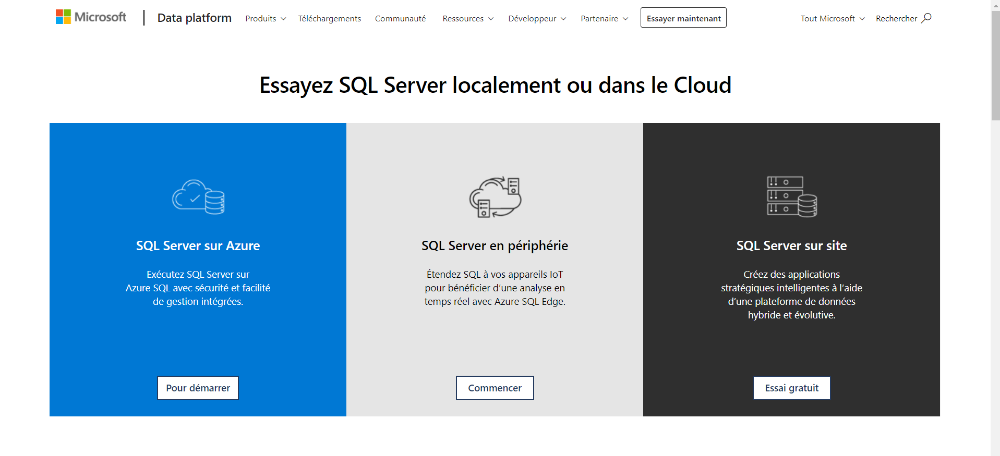 Microsoft
Data platform
Produits
Téléchargements
Communauté
Ressources
Développeur
Partenaire
Essayer maintenant
Tout Microsoft
Rechercher
Essayez SQL Server localement ou dans le Cloud
SQL Server sur Azure
Exécutez SQL Server sur
Azure SQL avec sécurité et facilité
de gestion intégrées.
Pour démarrer
SQL Server en périphérie
Étendez SQL à vos appareils IoT
pour bénéficier d’une analyse en
temps réel avec Azure SQL Edge.
Commencer
SQL Server sur site
Créez des applications
stratégiques intelligentes à l’aide
d’une plateforme de données
hybride et évolutive.
Essai gratuit